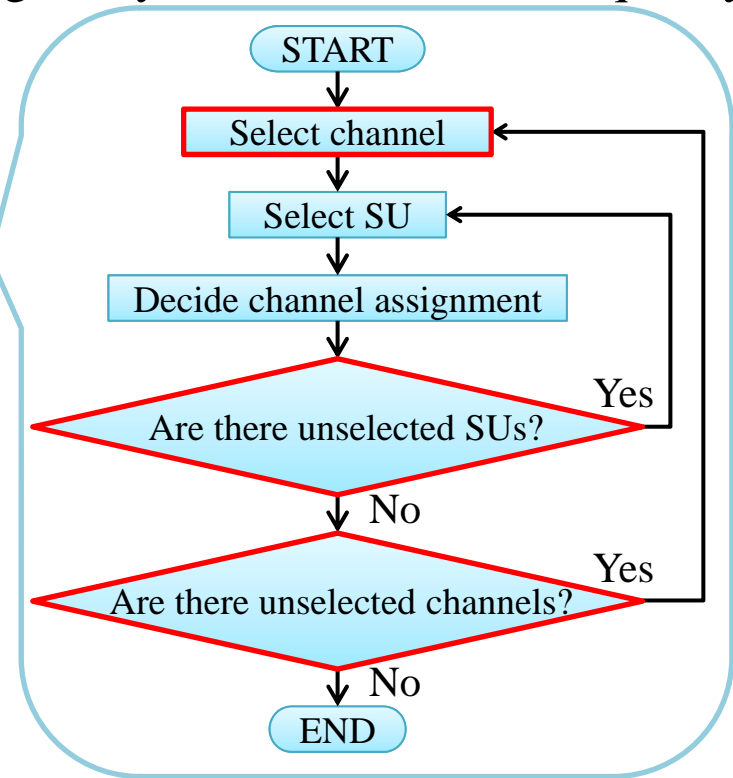 START
Select channel
Select SU
Decide channel assignment
Yes
Are there unselected SUs?
No
Yes
Are there unselected channels?
No
END